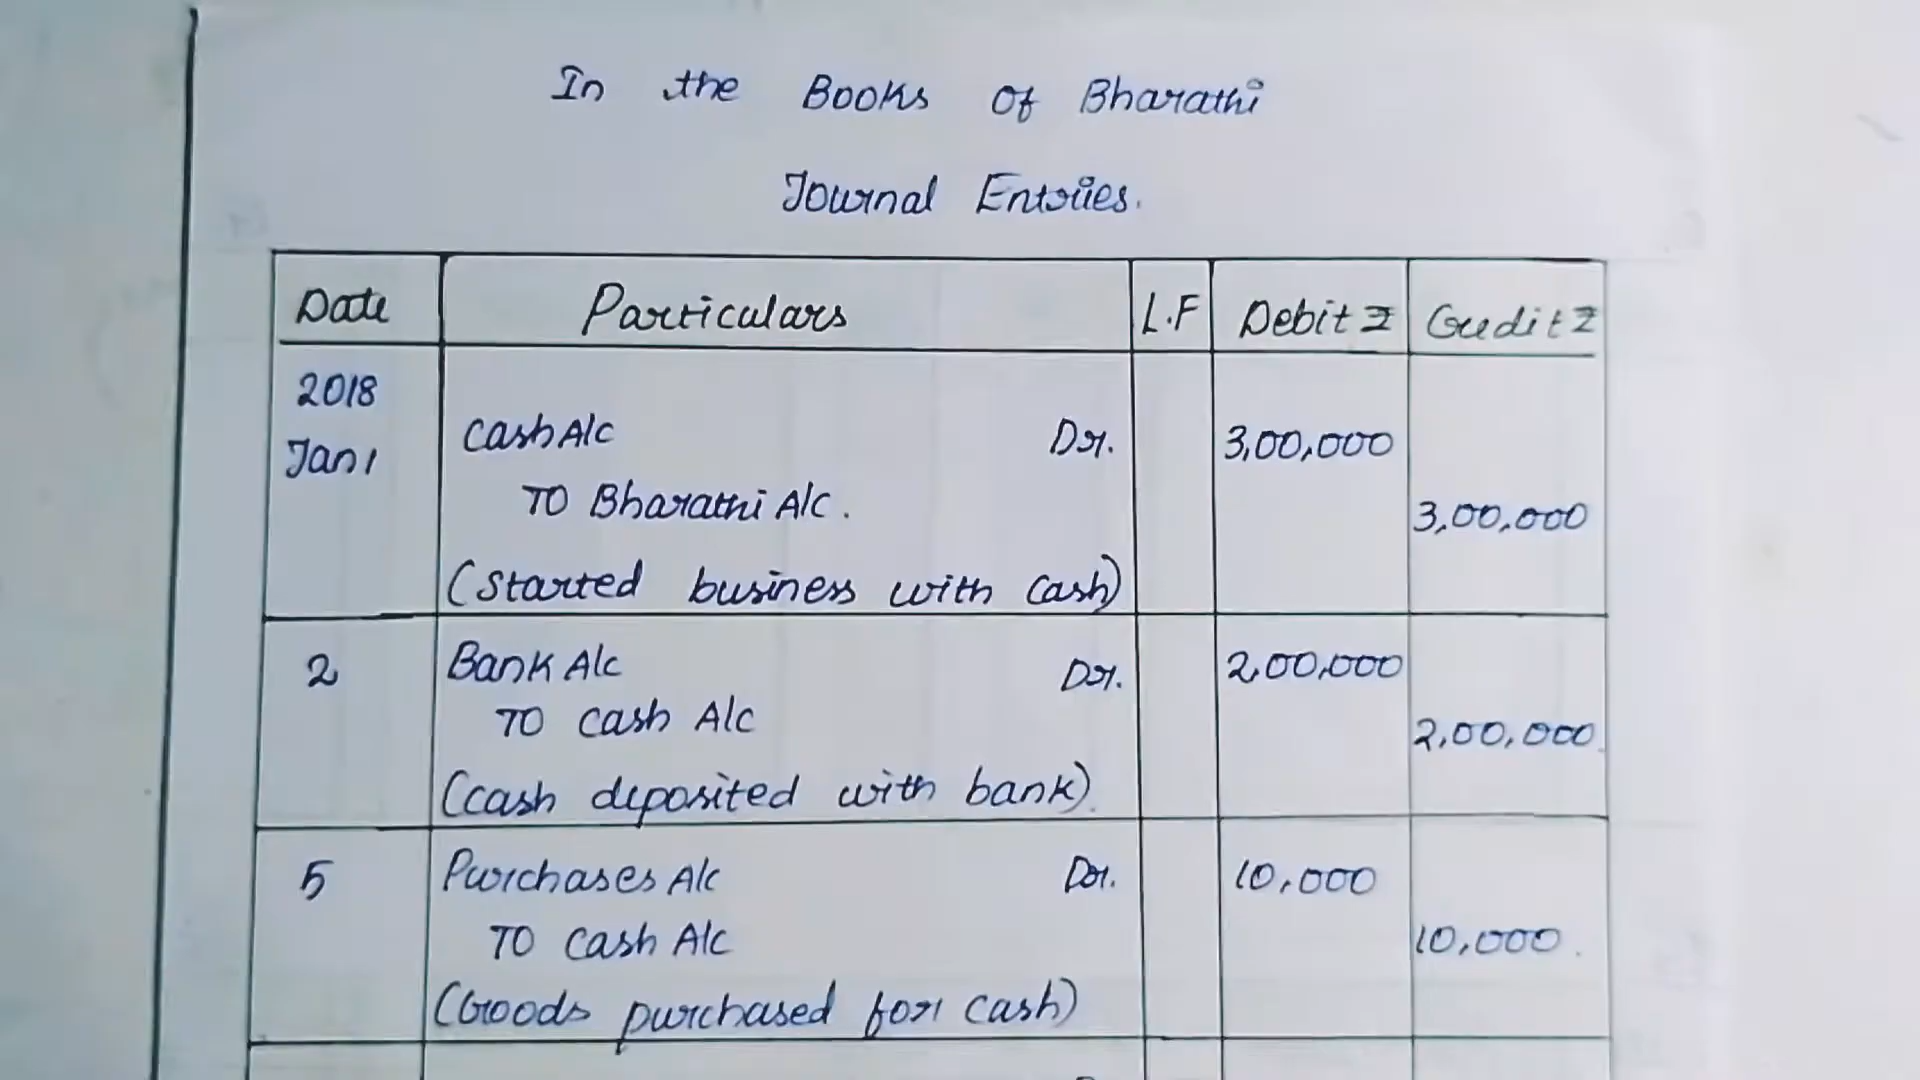 In the Books Of Bharathi
Journal Entries.
Date Particulars L.F Debit ₹ Credit ₹
2018
Jan 1 Cash A/c Dr. 3,00,000
TO Bharathi A/c. 3,00,000
(Started business with Cash)
2 Bank A/c Dr. 2,00,000
TO Cash A/c 2,00,000.
(cash deposited with bank).
5 Purchases A/c Dr. 10,000
TO Cash A/c 10,000.
(Goods purchased for Cash)